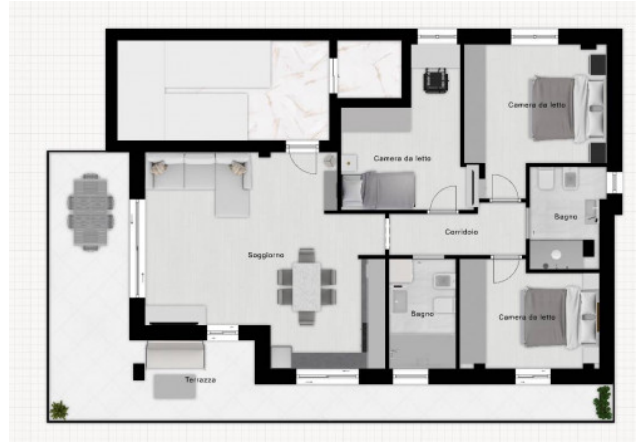 Camera da letto
Camera da letto
Bagno
Corridoio
Soggiorno
Bagno
Camera da letto
Terrazza